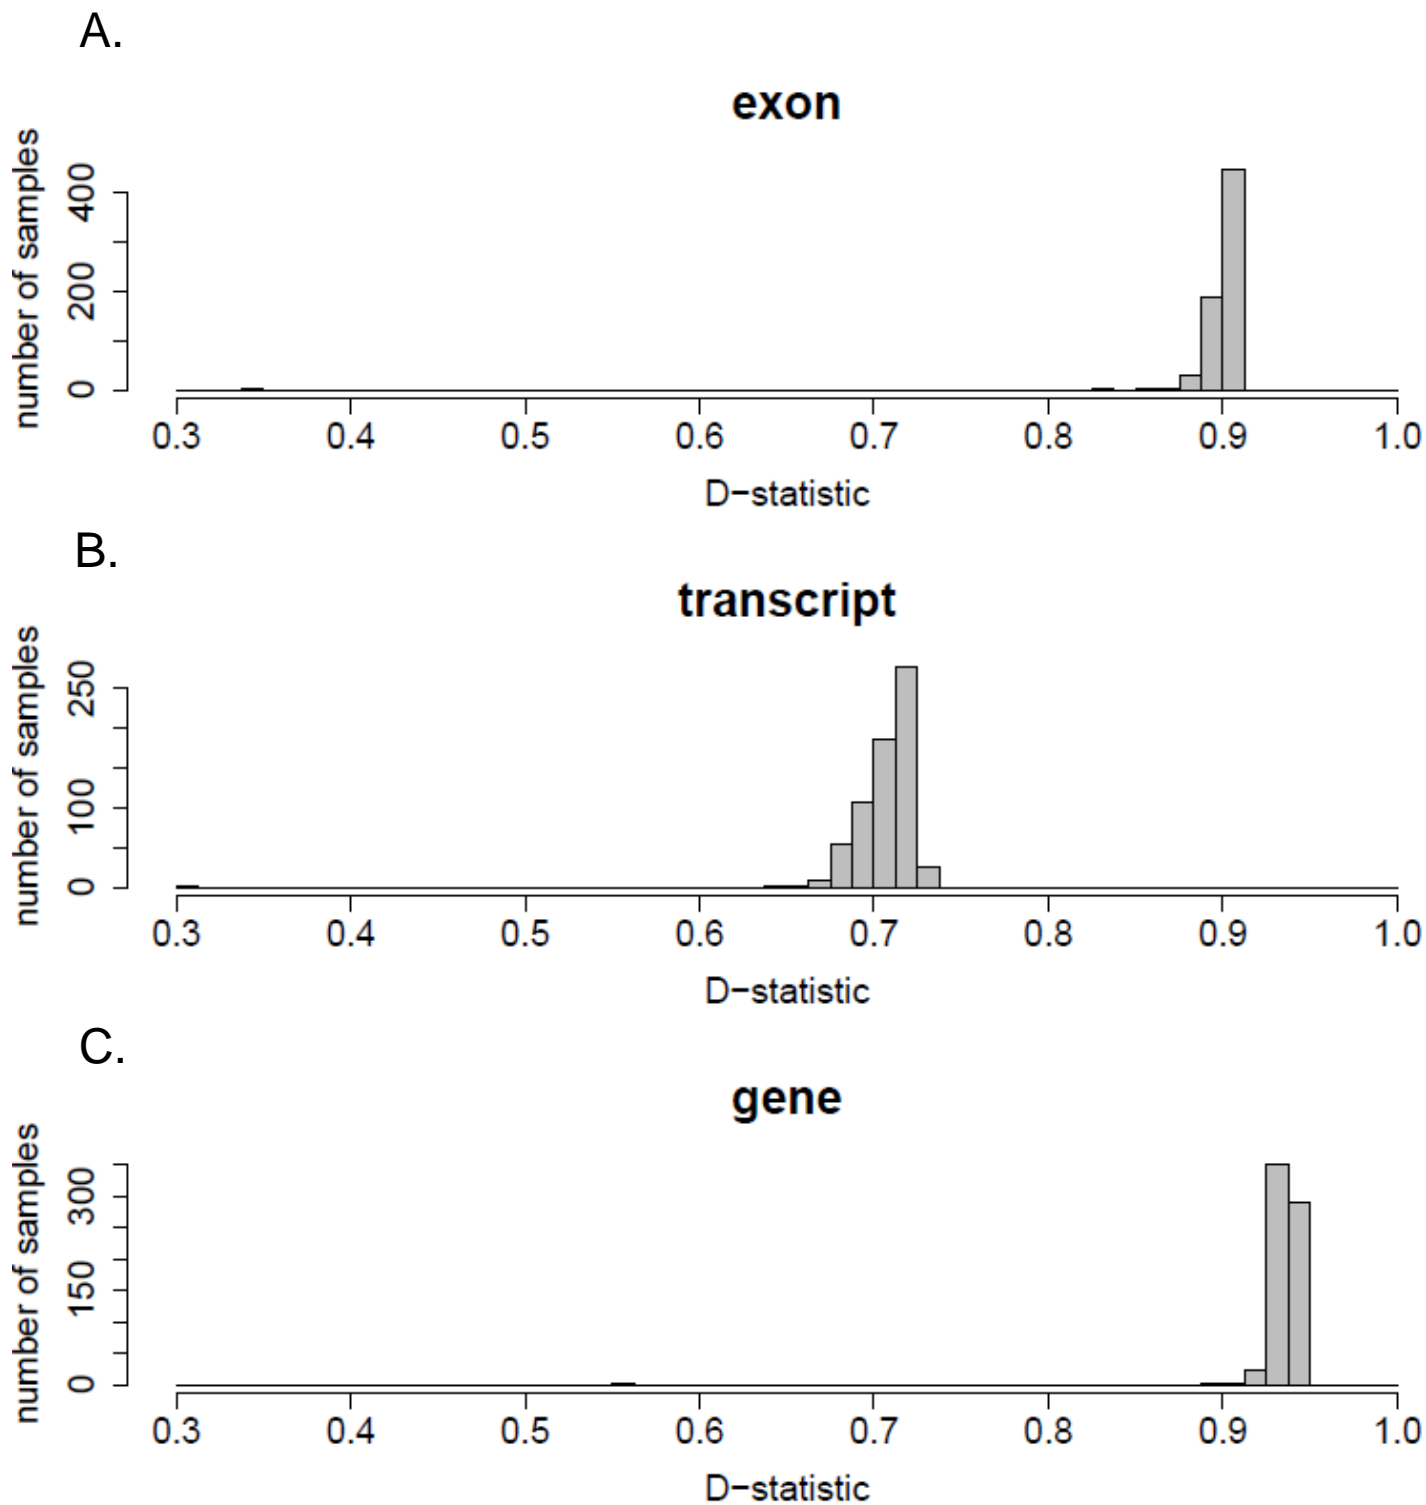 A.
exon
number of samples
400
200
0
0.3 0.4 0.5 0.6 0.7 0.8 0.9 1.0
D−statistic
B.
transcript
number of samples
250
100
0
0.3 0.4 0.5 0.6 0.7 0.8 0.9 1.0
D−statistic
C.
gene
number of samples
300
150
0
0.3 0.4 0.5 0.6 0.7 0.8 0.9 1.0
D−statistic